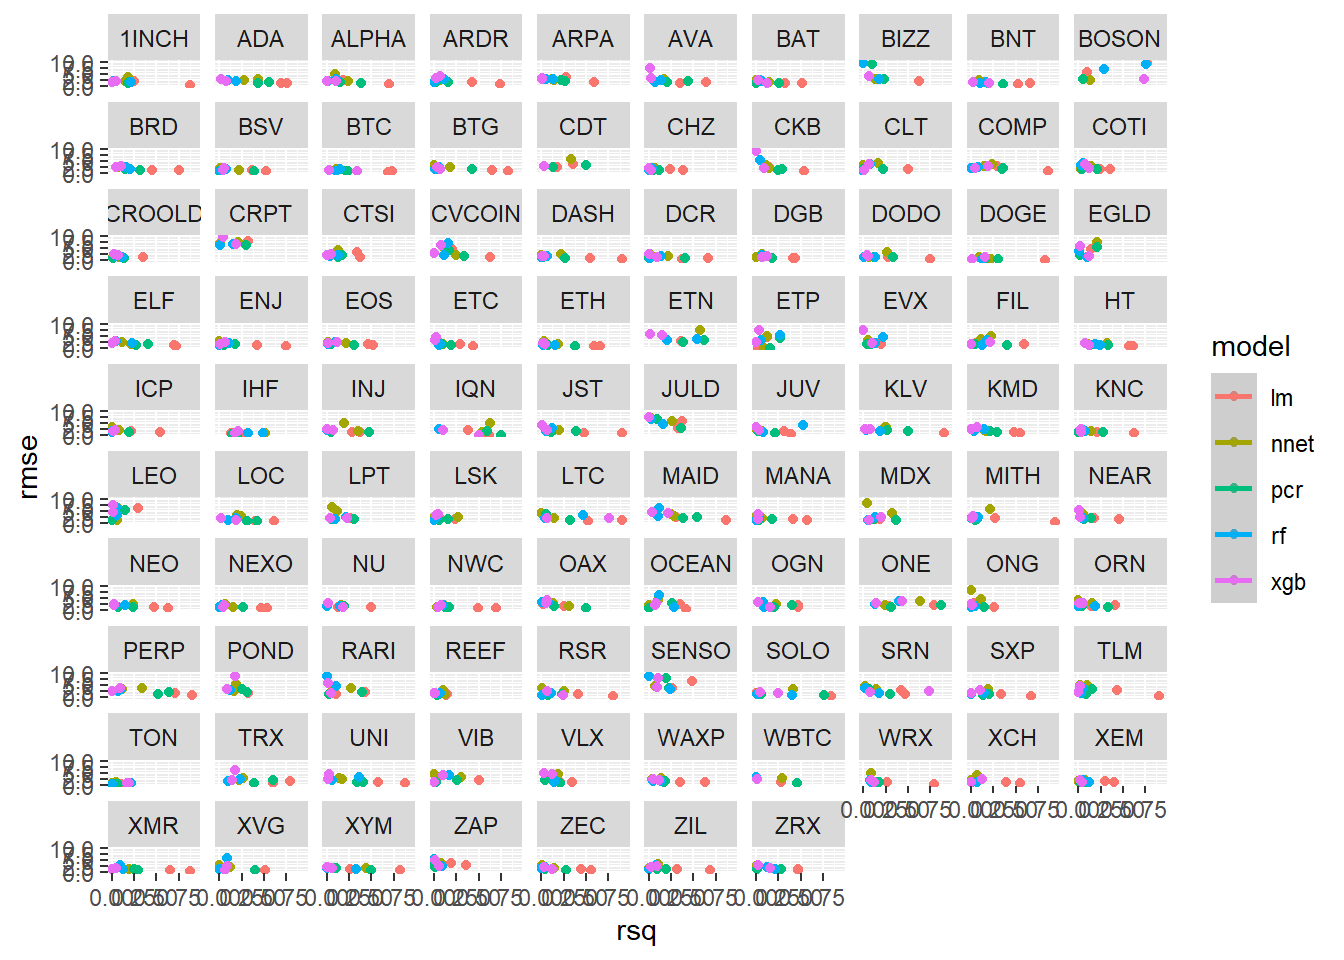 1INCH ADA ALPHA ARDR ARPA AVA BAT BIZZ BNT BOSON
BRD BSV BTC BTG CDT CHZ CKB CLT COMP COTI
CROOLD CRPT CTSI CVCOIN DASH DCR DGB DODO DOGE EGLD
ELF ENJ EOS ETC ETH ETN ETP EVX FIL HT
ICP IHF INJ IQN JST JULD JUV KLV KMD KNC
LEO LOC LPT LSK LTC MAID MANA MDX MITH NEAR
NEO NEXO NU NWC OAX OCEAN OGN ONE ONG ORN
PERP POND RARI REEF RSR SENSO SOLO SRN SXP TLM
TON TRX UNI VIB VLX WAXP WBTC WRX XCH XEM
XMR XVG XYM ZAP ZEC ZIL ZRX
rsq
rmse
model
lm
nnet
pcr
rf
xgb